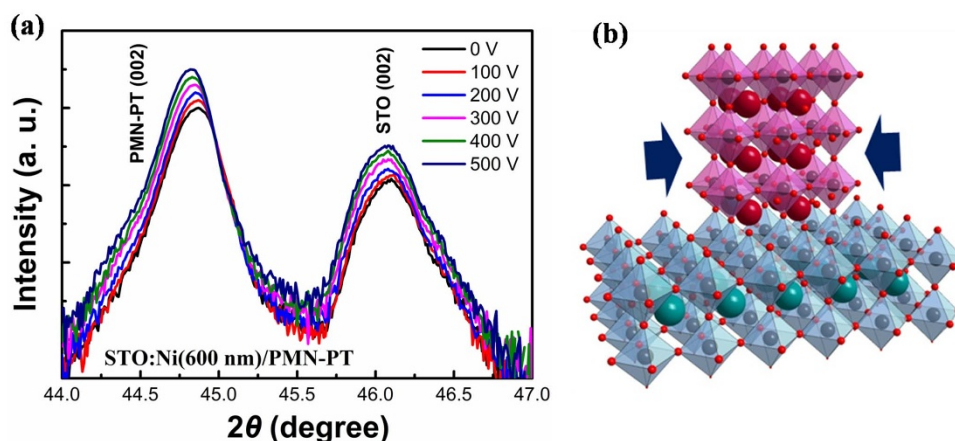 (a)
PMN-PT (002)
STO (002)
0 V
100 V
200 V
300 V
400 V
500 V
Intensity (a. u.)
STO:Ni(600 nm)/PMN-PT
44.0 44.5 45.0 45.5 46.0 46.5 47.0
2θ (degree)
(b)